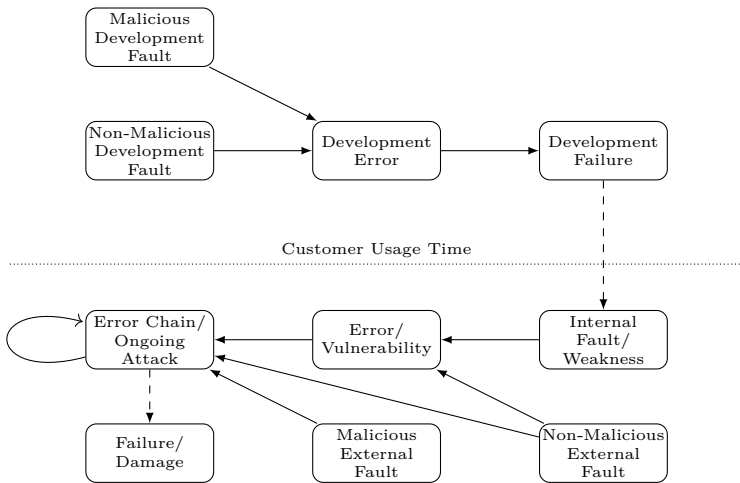 Malicious
Development
Fault
Non-Malicious
Development
Fault
Development
Error
Development
Failure
Customer Usage Time
Error Chain/
Ongoing
Attack
Error/
Vulnerability
Internal
Fault/
Weakness
Failure/
Damage
Malicious
External
Fault
Non-Malicious
External
Fault